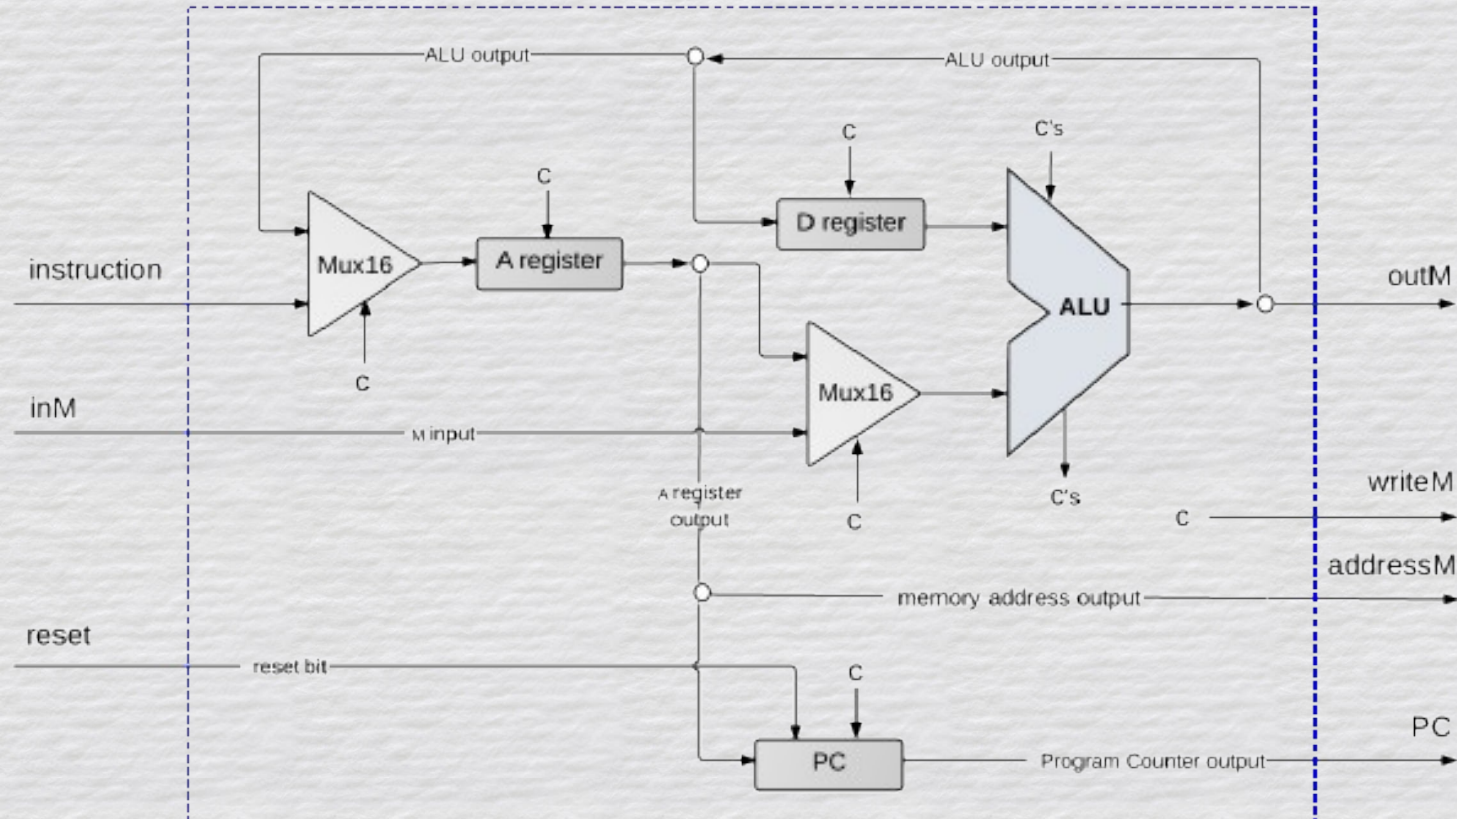 ALU output
ALU output
C
C's
C
D register
instruction
Mux16
A register
outM
ALU
C
Mux16
inM
M input
writeM
A register
output
C's
C
C
addressM
memory address output
reset
reset bit
C
PC
PC
Program Counter output